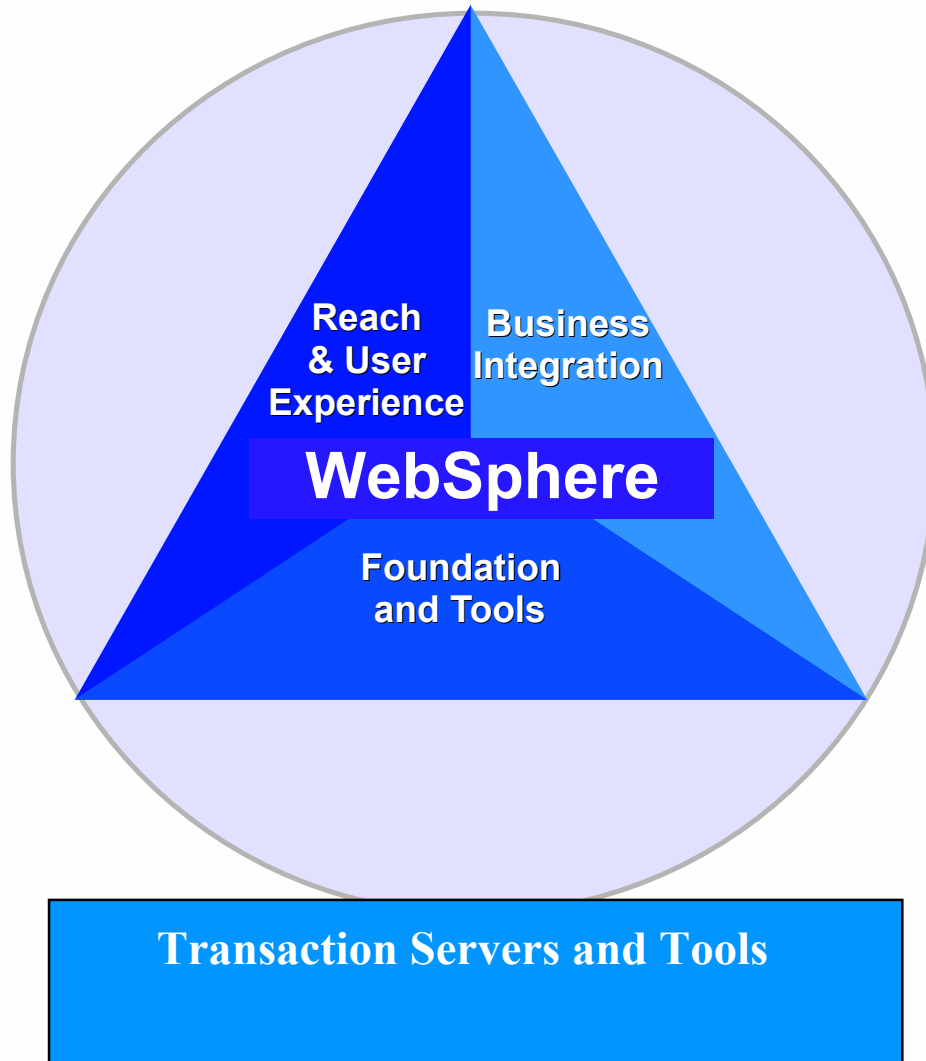 Reach
& User
Experience
Business
Integration
WebSphere
Foundation
and Tools
Transaction Servers and Tools